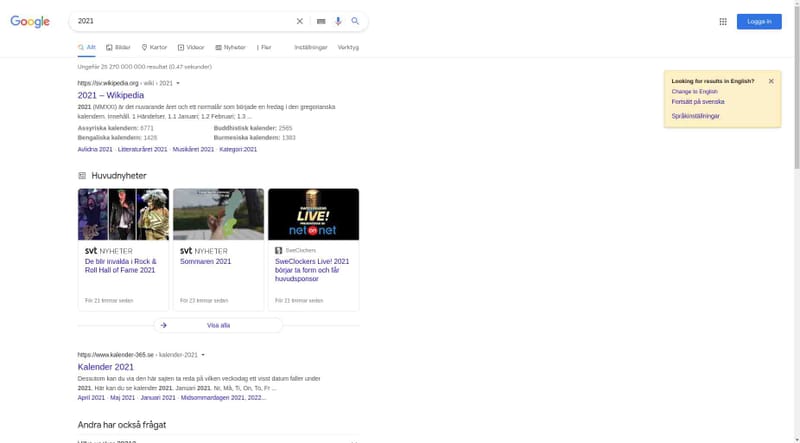 Google
2021
Logga in
Allt
Bilder
Kartor
Videor
Nyheter
Fler
Inställningar
Verktyg
Ungefär 25 270 000 000 resultat (0,47 sekunder)
https://sv.wikipedia.org › wiki › 2021
2021 – Wikipedia
2021 (MMXXI) är det nuvarande året och ett normalår som började en fredag i den gregorianska
kalendern. Innehåll. 1 Händelser. 1.1 Januari; 1.2 Februari; 1.3 ...
Assyriska kalendern: 6771
Buddhistisk kalender: 2565
Bengaliska kalendern: 1428
Burmesiska kalendern: 1383
Avlidna 2021 · Litteraturåret 2021 · Musikåret 2021 · Kategori:2021
Huvudnyheter
LIVE!
net on net
svt NYHETER
De blir invalda i Rock &
Roll Hall of Fame 2021
För 21 timmar sedan
svt NYHETER
Sommaren 2021
För 23 timmar sedan
SweClockers
SweClockers Live! 2021
börjar ta form och får
huvudsponsor
För 21 timmar sedan
Visa alla
https://www.kalender-365.se › kalender-2021
Kalender 2021
Dessutom kan du via den här sajten ta reda på vilken veckodag ett visst datum faller under
2021. Här kan du se kalender 2021. Januari 2021. Nr, Må, Ti, On, To, Fr ...
April 2021 · Maj 2021 · Januari 2021 · Midsommardagen 2021, 2022...
Andra har också frågat
Looking for results in English?
Change to English
Fortsätt på svenska
Språkinställningar